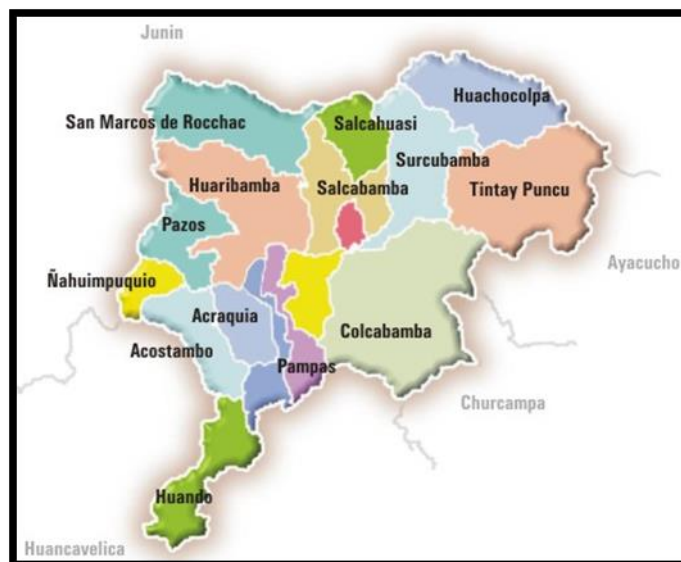 Junin
Huachocolpa
San Marcos de Rocchac
Salcahuasi
Surcubamba
Huaribamba
Salcabamba
Tintay Puncu
Pazos
Ayacucho
Ñahuimpuquio
Acraquia
Colcabamba
Acostambo
Pampas
Churcampa
Huando
Huancavelica